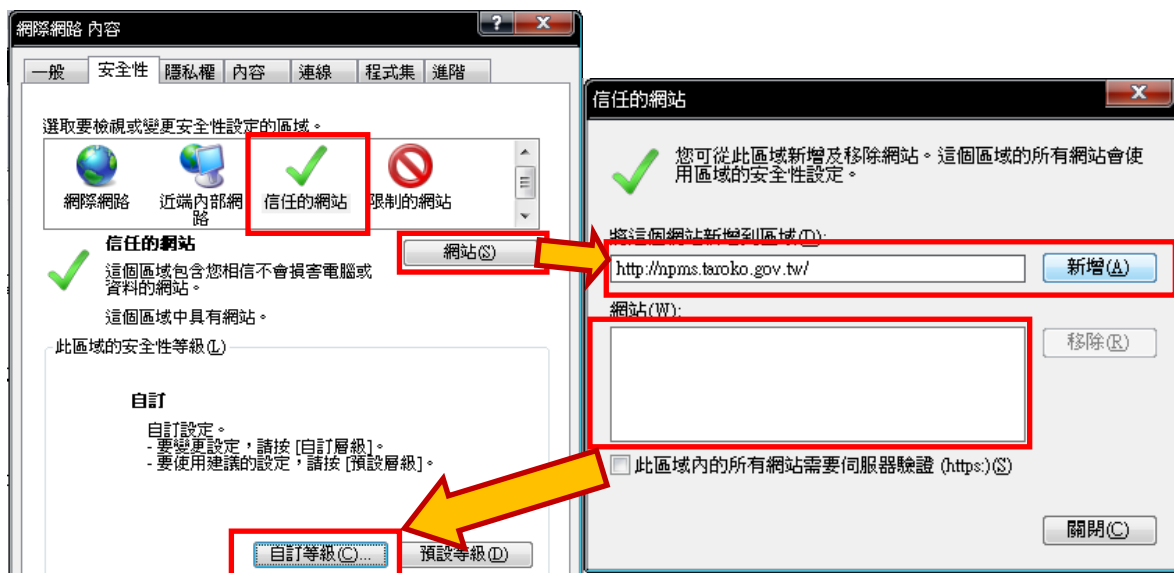 網際網路 內容
一般 安全性 隱私權 內容 連線 程式集 進階
選取要檢視或變更安全性設定的區域。
網際網路
近端內部網
路
信任的網站
限制的網站
信任的網站
網站(S)
這個區域包含您相信不會損害電腦或
資料的網站。
這個區域中具有網站。
此區域的安全性等級(L)
自訂
自訂設定。
- 要變更設定，請按 [自訂層級]。
- 要使用建議的設定，請按 [預設層級]。
自訂等級(C)...
預設等級(D)
信任的網站
您可從此區域新增及移除網站。這個區域的所有網站會使
用區域的安全性設定。
將這個網站新增到區域(D):
http://npms.taroko.gov.tw/
新增(A)
網站(W):
移除(R)
此區域內的所有網站需要伺服器驗證 (https:)(S)
關閉(C)